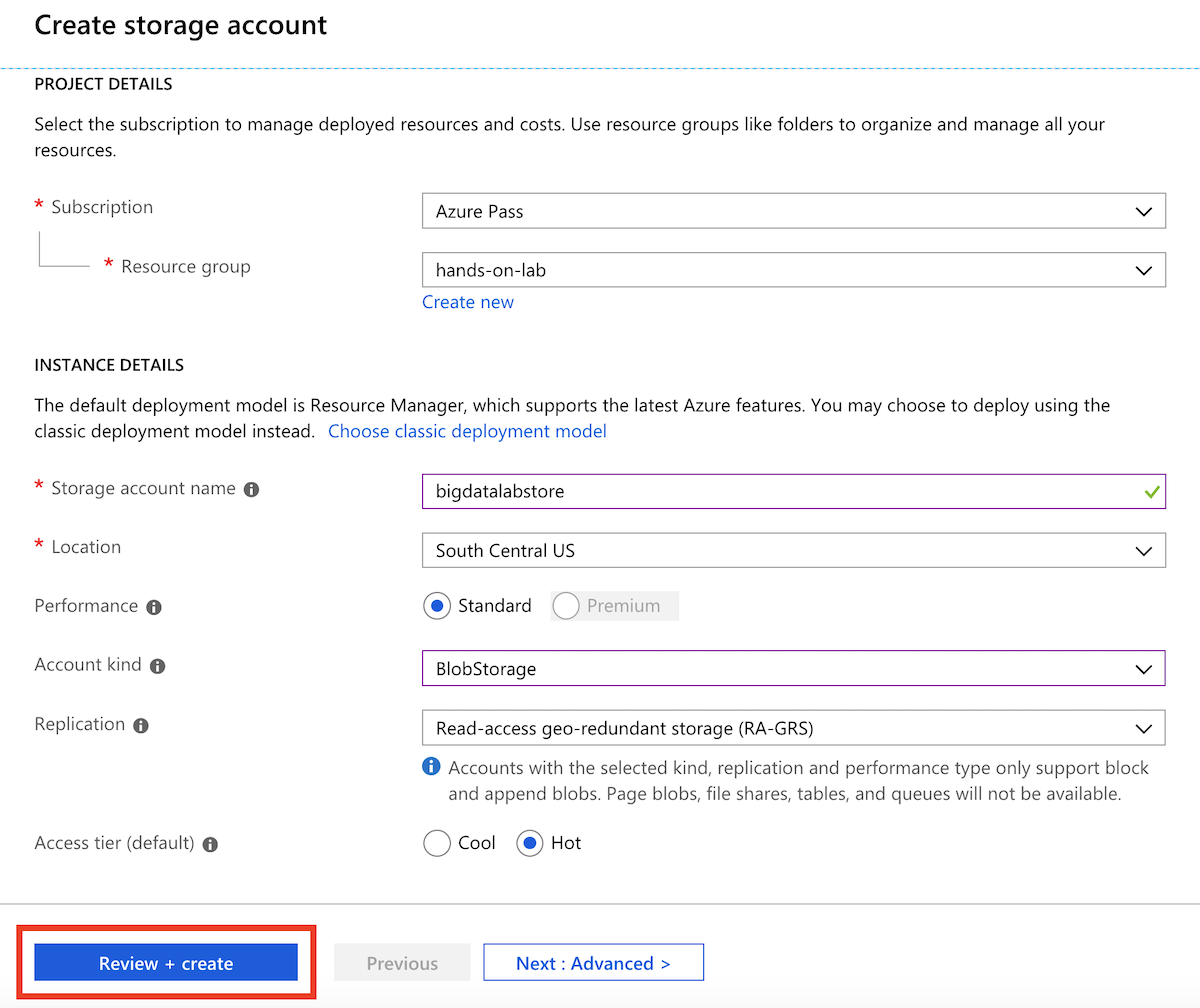 Create storage account
PROJECT DETAILS
Select the subscription to manage deployed resources and costs. Use resource groups like folders to organize and manage all your
resources.
* Subscription
Azure Pass
* Resource group
hands-on-lab
Create new
INSTANCE DETAILS
The default deployment model is Resource Manager, which supports the latest Azure features. You may choose to deploy using the
classic deployment model instead. Choose classic deployment model
* Storage account name
bigdatalabstore
* Location
South Central US
Performance
Standard Premium
Account kind
BlobStorage
Replication
Read-access geo-redundant storage (RA-GRS)
Accounts with the selected kind, replication and performance type only support block
and append blobs. Page blobs, file shares, tables, and queues will not be available.
Access tier (default)
Cool Hot
Review + create Previous Next : Advanced >